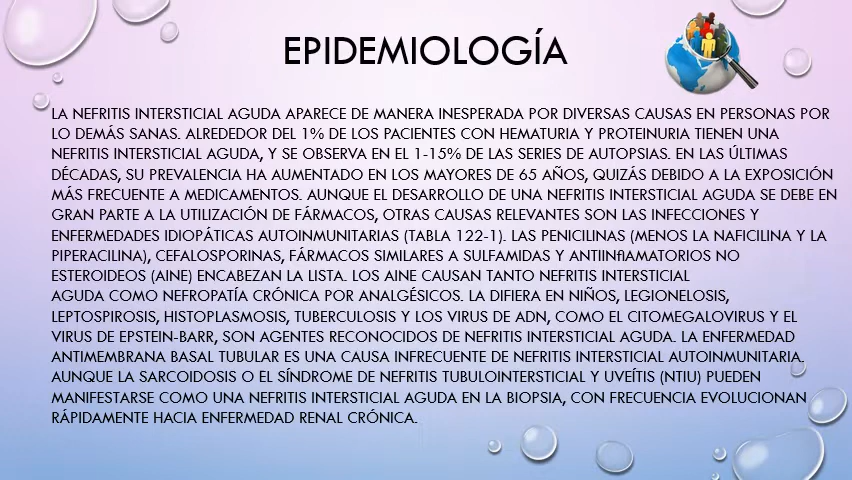 EPIDEMIOLOGÍA
LA NEFRITIS INTERSTICIAL AGUDA APARECE DE MANERA INESPERADA POR DIVERSAS CAUSAS EN PERSONAS POR
LO DEMÁS SANAS. ALREDEDOR DEL 1% DE LOS PACIENTES CON HEMATURIA Y PROTEINURIA TIENEN UNA
NEFRITIS INTERSTICIAL AGUDA, Y SE OBSERVA EN EL 1-15% DE LAS SERIES DE AUTOPSIAS. EN LAS ÚLTIMAS
DÉCADAS, SU PREVALENCIA HA AUMENTADO EN LOS MAYORES DE 65 AÑOS, QUIZÁS DEBIDO A LA EXPOSICIÓN
MÁS FRECUENTE A MEDICAMENTOS. AUNQUE EL DESARROLLO DE UNA NEFRITIS INTERSTICIAL AGUDA SE DEBE EN
GRAN PARTE A LA UTILIZACIÓN DE FÁRMACOS, OTRAS CAUSAS RELEVANTES SON LAS INFECCIONES Y
ENFERMEDADES IDIOPÁTICAS AUTOINMUNITARIAS (TABLA 122-1). LAS PENICILINAS (MENOS LA NAFICILINA Y LA
PIPERACILINA), CEFALOSPORINAS, FÁRMACOS SIMILARES A SULFAMIDAS Y ANTIINflAMATORIOS NO
ESTEROIDEOS (AINE) ENCABEZAN LA LISTA. LOS AINE CAUSAN TANTO NEFRITIS INTERSTICIAL
AGUDA COMO NEFROPATÍA CRÓNICA POR ANALGÉSICOS. LA DIFIERA EN NIÑOS, LEGIONELOSIS,
LEPTOSPIROSIS, HISTOPLASMOSIS, TUBERCULOSIS Y LOS VIRUS DE ADN, COMO EL CITOMEGALOVIRUS Y EL
VIRUS DE EPSTEIN-BARR, SON AGENTES RECONOCIDOS DE NEFRITIS INTERSTICIAL AGUDA. LA ENFERMEDAD
ANTIMEMBRANA BASAL TUBULAR ES UNA CAUSA INFRECUENTE DE NEFRITIS INTERSTICIAL AUTOINMUNITARIA.
AUNQUE LA SARCOIDOSIS O EL SÍNDROME DE NEFRITIS TUBULOINTERSTICIAL Y UVEÍTIS (NTIU) PUEDEN
MANIFESTARSE COMO UNA NEFRITIS INTERSTICIAL AGUDA EN LA BIOPSIA, CON FRECUENCIA EVOLUCIONAN
RÁPIDAMENTE HACIA ENFERMEDAD RENAL CRÓNICA.